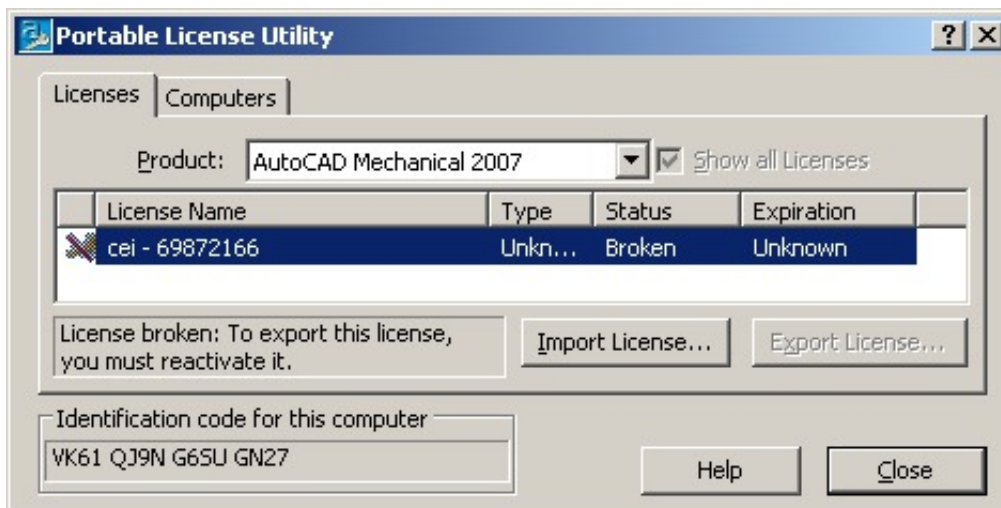 Portable License Utility
Licenses
Computers
Product:
AutoCAD Mechanical 2007
Show all Licenses
License Name Type Status Expiration
cei - 69872166 Unkn... Broken Unknown
License broken: To export this license,
you must reactivate it.
Import License...
Export License...
Identification code for this computer
VK61 QJ9N G6SU GN27
Help
Close